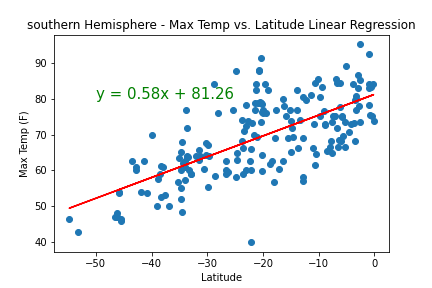 southern Hemisphere - Max Temp vs. Latitude Linear Regression
90
80
70
60
50
40
Max Temp (F)
y = 0.58x + 81.26
−50 −40 −30 −20 −10 0
Latitude